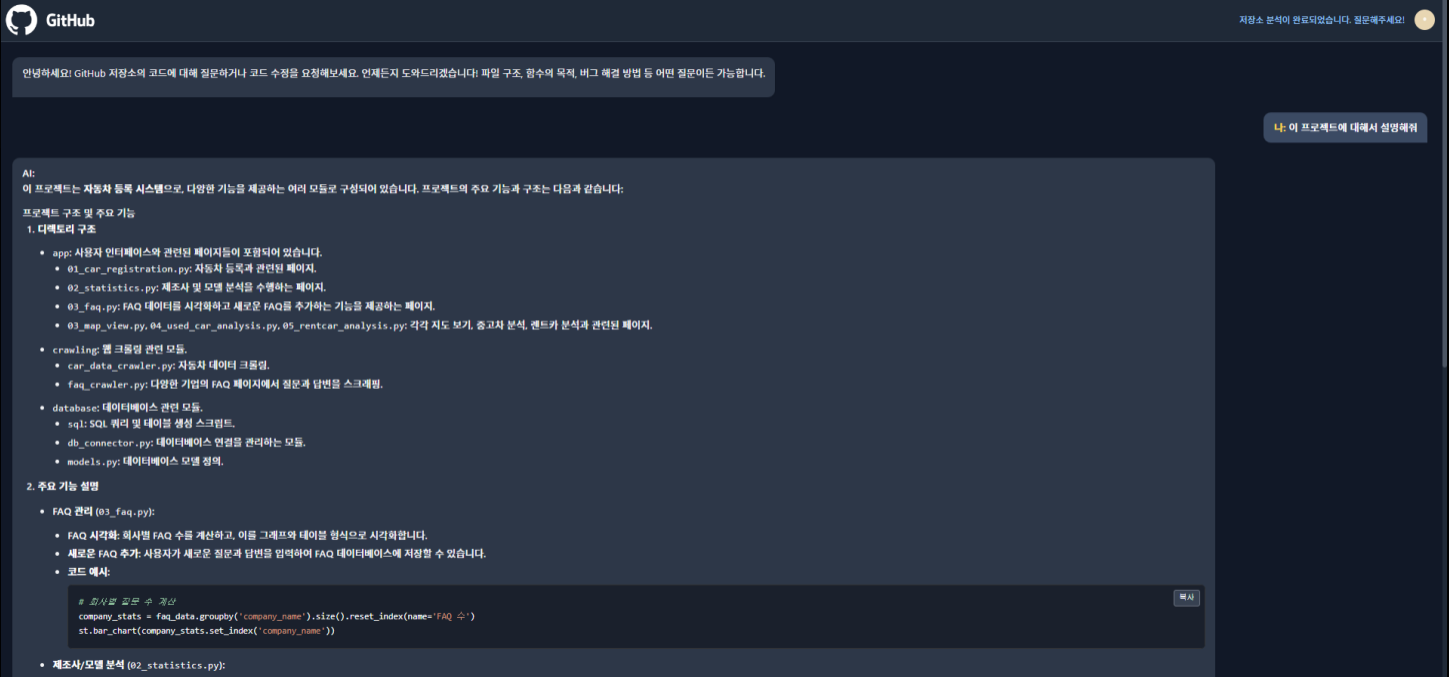 GitHub
저장소 분석이 완료되었습니다. 질문해주세요!
안녕하세요! GitHub 저장소의 코드에 대해 질문하거나 코드 수정을 요청해보세요. 언제든지 도와드리겠습니다! 파일 구조, 함수의 목적, 버그 해결 방법 등 어떤 질문이든 가능합니다.
나: 이 프로젝트에 대해서 설명해줘
AI:
이 프로젝트는 자동차 등록 시스템으로, 다양한 기능을 제공하는 여러 모듈로 구성되어 있습니다. 프로젝트의 주요 기능과 구조는 다음과 같습니다:
프로젝트 구조 및 주요 기능
1. 디렉토리 구조
• app: 사용자 인터페이스와 관련된 페이지들이 포함되어 있습니다.
• 01_car_registration.py: 자동차 등록과 관련된 페이지.
• 02_statistics.py: 제조사 및 모델 분석을 수행하는 페이지.
• 03_faq.py: FAQ 데이터를 시각화하고 새로운 FAQ를 추가하는 기능을 제공하는 페이지.
• 03_map_view.py, 04_used_car_analysis.py, 05_rentcar_analysis.py: 각각 지도 보기, 중고차 분석, 렌트카 분석과 관련된 페이지.
• crawling: 웹 크롤링 관련 모듈.
• car_data_crawler.py: 자동차 데이터 크롤링.
• faq_crawler.py: 다양한 기업의 FAQ 페이지에서 질문과 답변을 스크래핑.
• database: 데이터베이스 관련 모듈.
• sql: SQL 쿼리 및 테이블 생성 스크립트.
• db_connector.py: 데이터베이스 연결을 관리하는 모듈.
• models.py: 데이터베이스 모델 정의.
2. 주요 기능 설명
• FAQ 관리 (03_faq.py):
• FAQ 시각화: 회사별 FAQ 수를 계산하고, 이를 그래프와 테이블 형식으로 시각화합니다.
• 새로운 FAQ 추가: 사용자가 새로운 질문과 답변을 입력하여 FAQ 데이터베이스에 저장할 수 있습니다.
• 코드 예시:
복사
# 회사별 질문 수 계산
company_stats = faq_data.groupby('company_name').size().reset_index(name='FAQ 수')
st.bar_chart(company_stats.set_index('company_name'))
• 제조사/모델 분석 (02_statistics.py):